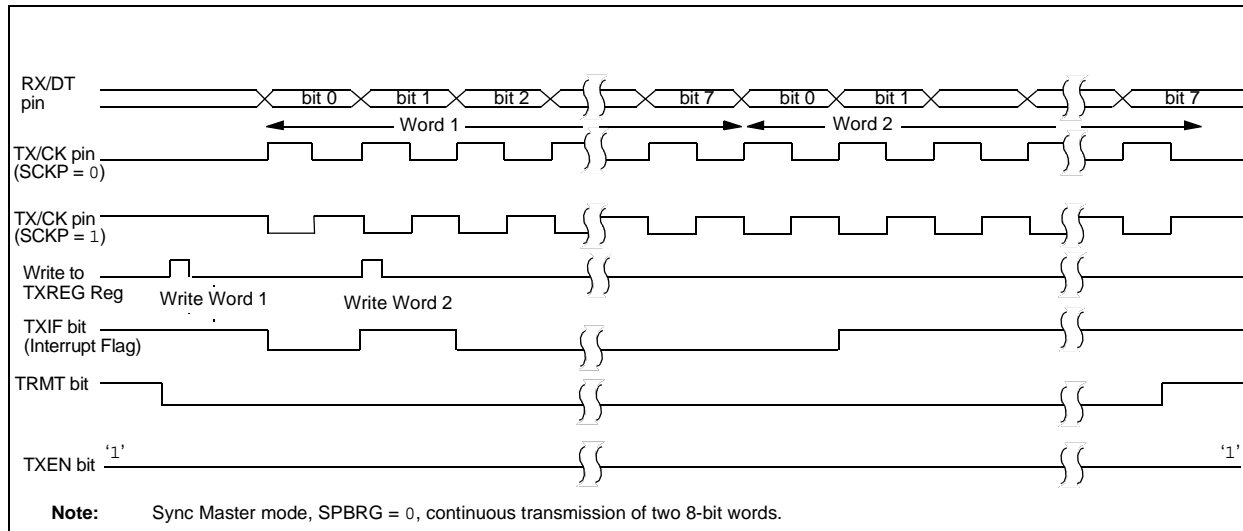 RX/DT
pin
bit 0 bit 1 bit 2 bit 7 bit 0 bit 1 bit 7
Word 1 Word 2
TX/CK pin
(SCKP = 0)
TX/CK pin
(SCKP = 1)
Write to
TXREG Reg
Write Word 1 Write Word 2
TXIF bit
(Interrupt Flag)
TRMT bit
TXEN bit ‘1’ ‘1’
Note: Sync Master mode, SPBRG = 0, continuous transmission of two 8-bit words.